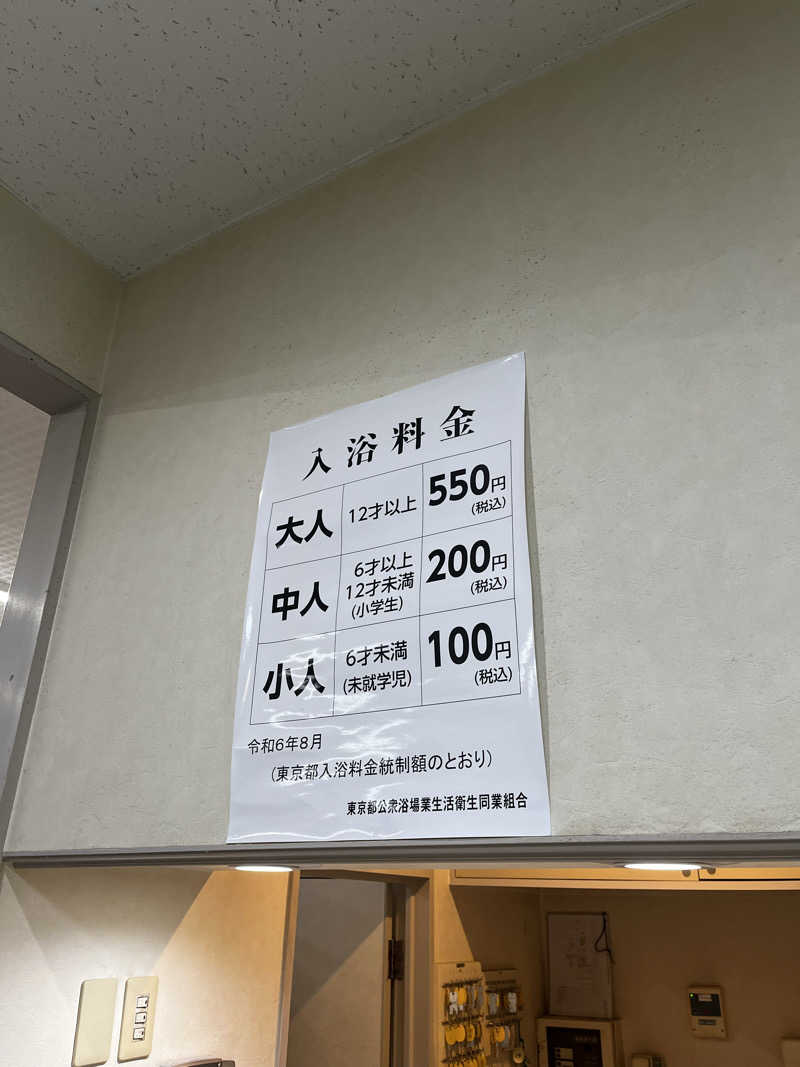 入浴料金
大人 12才以上 550円
(税込)
中人 6才以上
12才未満
(小学生) 200円
(税込)
小人 6才未満
(未就学児) 100円
(税込)
令和6年8月
(東京都入浴料金統制額のとおり)
東京都公衆浴場業生活衛生同業組合